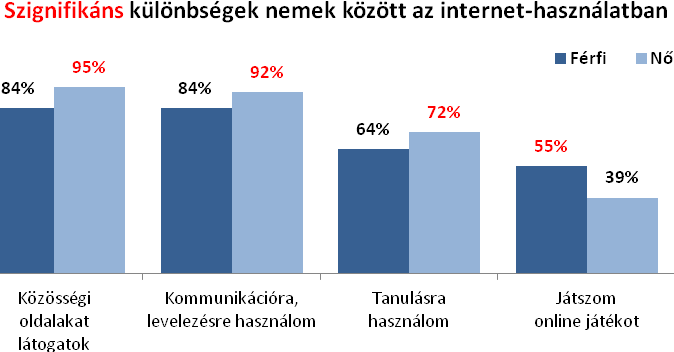 Szignifikáns különbségek nemek között az internet-használatban
Férfi Nő
84% 95% 84% 92% 64% 72% 55% 39%
Közösségi
oldalakat
látogatok
Kommunikációra,
levelezésre használom
Tanulásra
használom
Játszom
online játékot